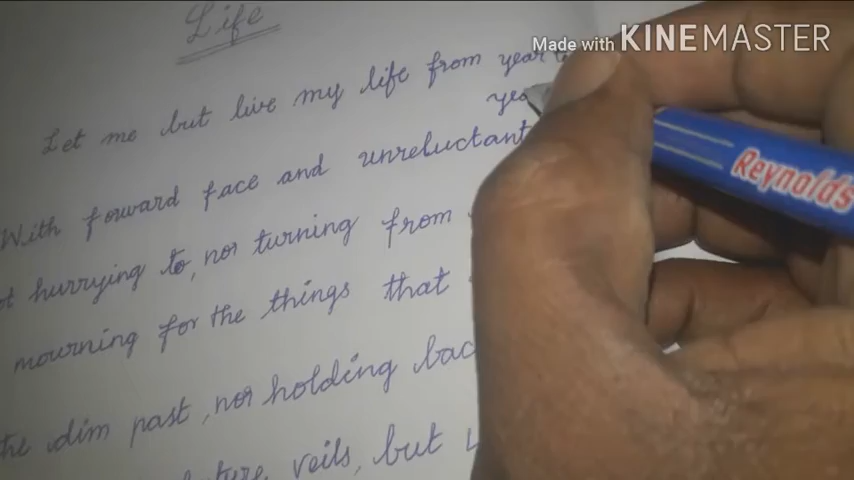 Made with KINEMASTER
Life
Let me but live my life from year
With forward face and unreluctant
hurrying to, nor turning from
mourning for the things that
dim past, nor holding
veils, but
Reynolds